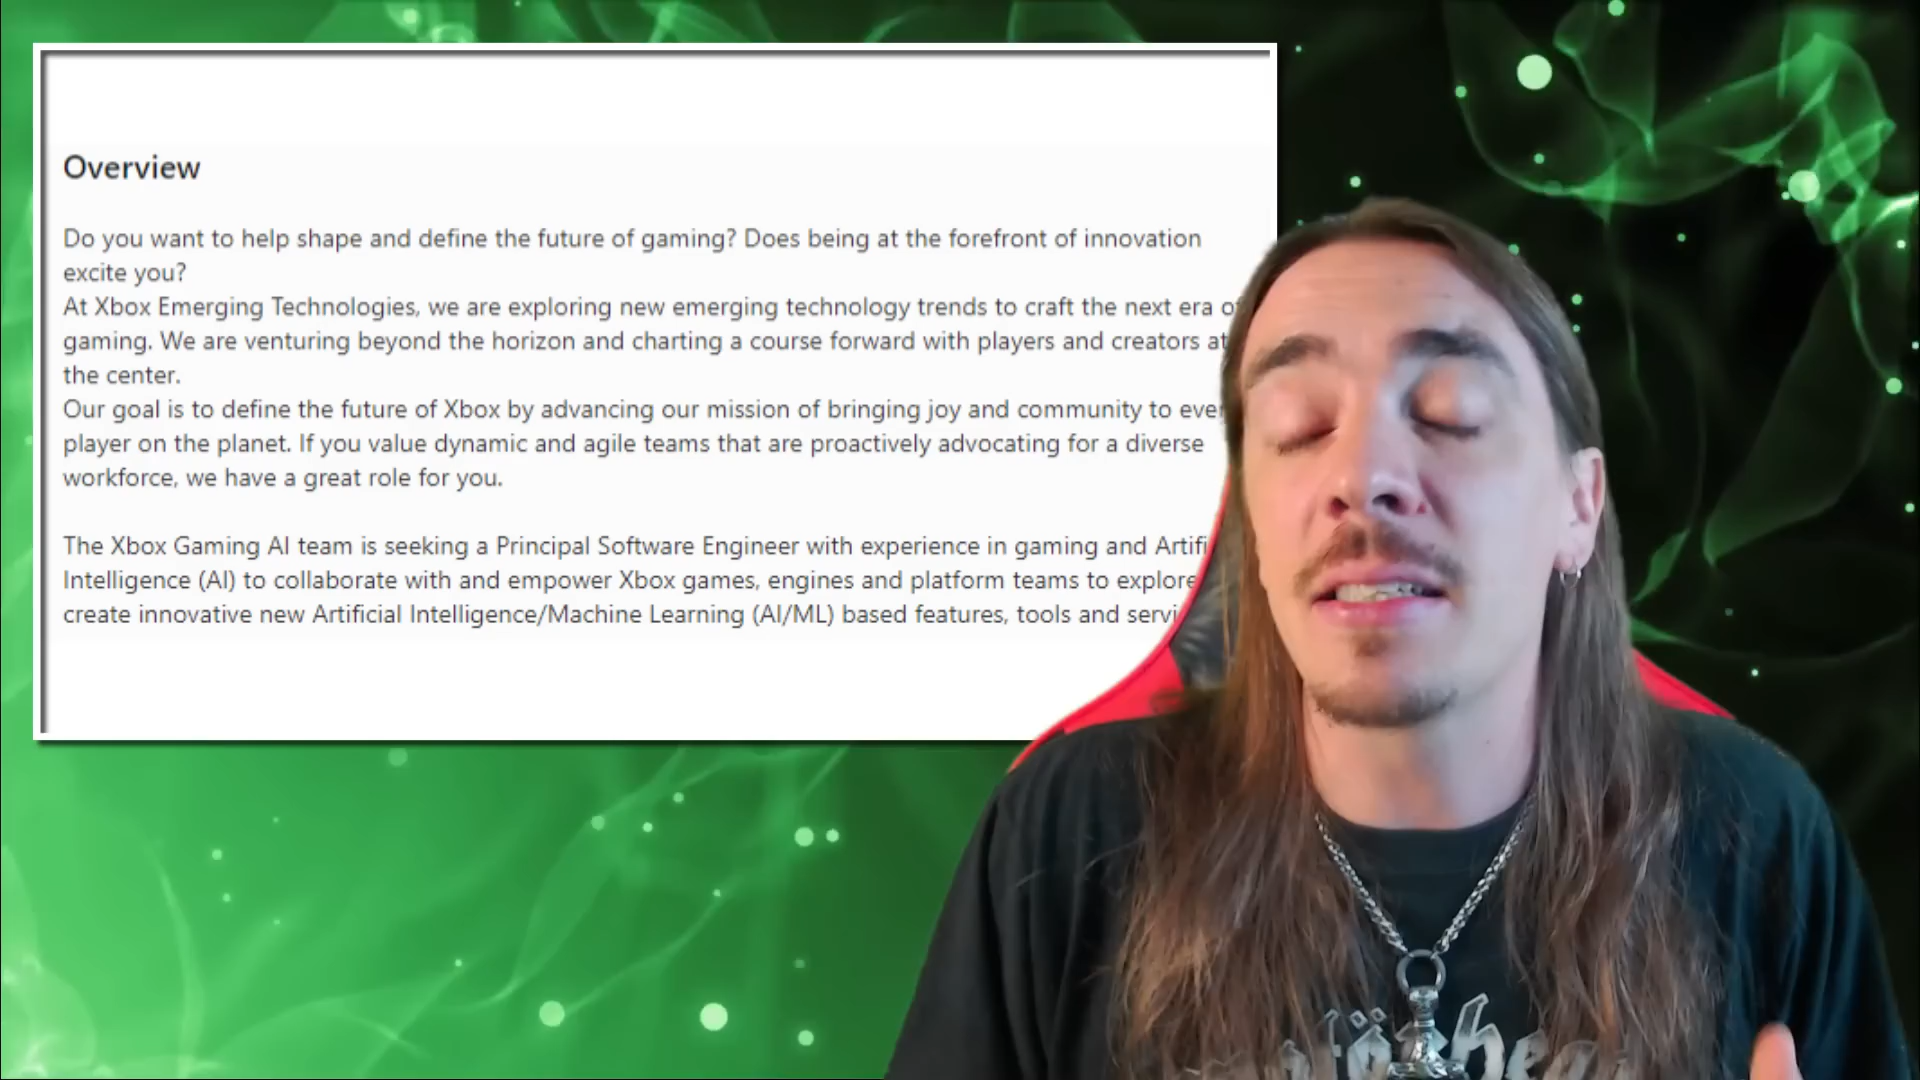 Overview
Do you want to help shape and define the future of gaming? Does being at the forefront of innovation
excite you?
At Xbox Emerging Technologies, we are exploring new emerging technology trends to craft the next era of
gaming. We are venturing beyond the horizon and charting a course forward with players and creators at
the center.
Our goal is to define the future of Xbox by advancing our mission of bringing joy and community to
player on the planet. If you value dynamic and agile teams that are proactively advocating for a diverse
workforce, we have a great role for you.
The Xbox Gaming AI team is seeking a Principal Software Engineer with experience in gaming and
Intelligence (AI) to collaborate with and empower Xbox games, engines and platform teams to explore
create innovative new Artificial Intelligence/Machine Learning (AI/ML) based features, tools and